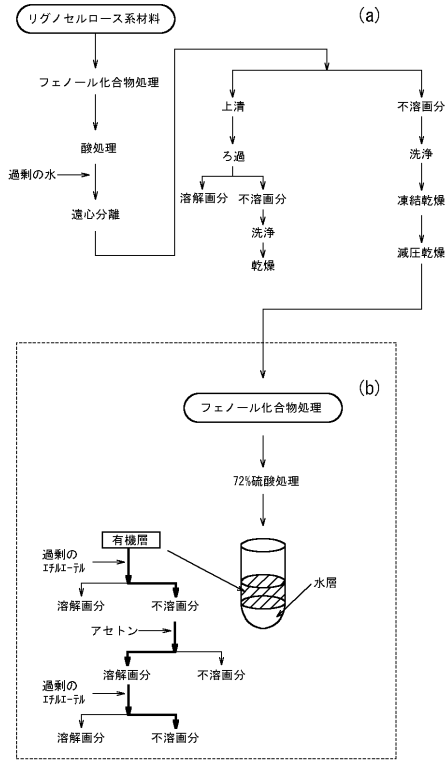 リグノセルロース系材料
(a)
フェノール化合物処理
酸処理
過剰の水
遠心分離
上清
ろ過
溶解画分
不溶画分
洗浄
乾燥
不溶画分
洗浄
凍結乾燥
減圧乾燥
(b)
フェノール化合物処理
72%硫酸処理
有機層
水層
過剰の
エチルエーテル
溶解画分
不溶画分
アセトン
溶解画分
不溶画分
過剰の
エチルエーテル
溶解画分
不溶画分